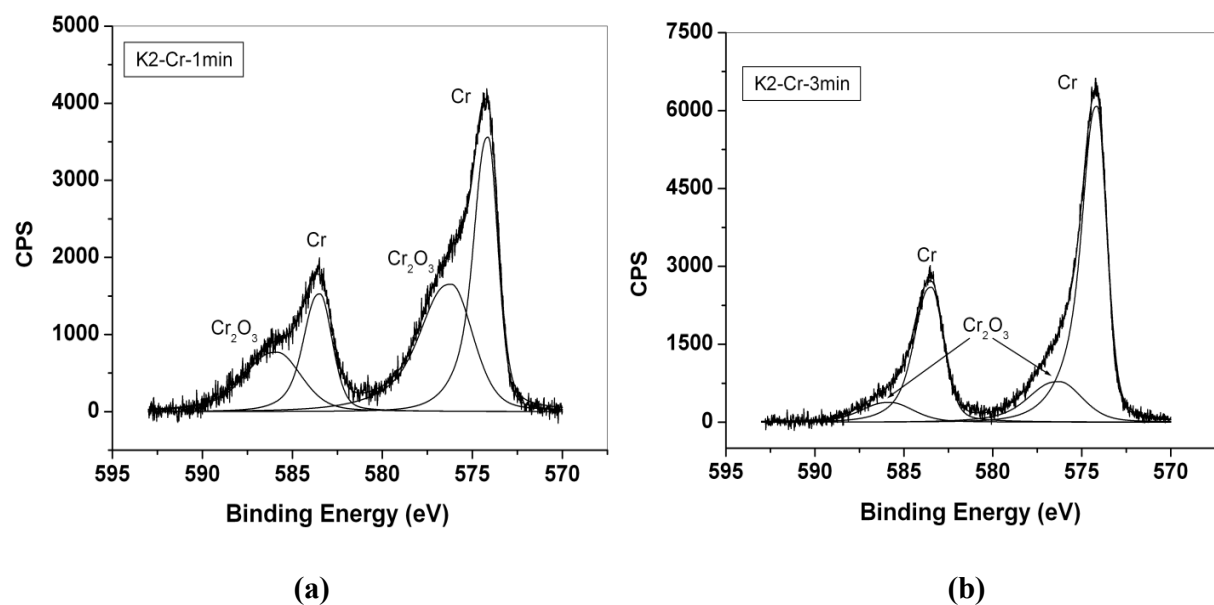 5000
4000
3000
2000
1000
0
CPS
K2-Cr-1min
Cr
Cr₂O₃
Cr
Cr₂O₃
595 590 585 580 575 570
Binding Energy (eV)
(a)
7500
6000
4500
3000
1500
0
CPS
K2-Cr-3min
Cr
Cr
Cr₂O₃
595 590 585 580 575 570
Binding Energy (eV)
(b)